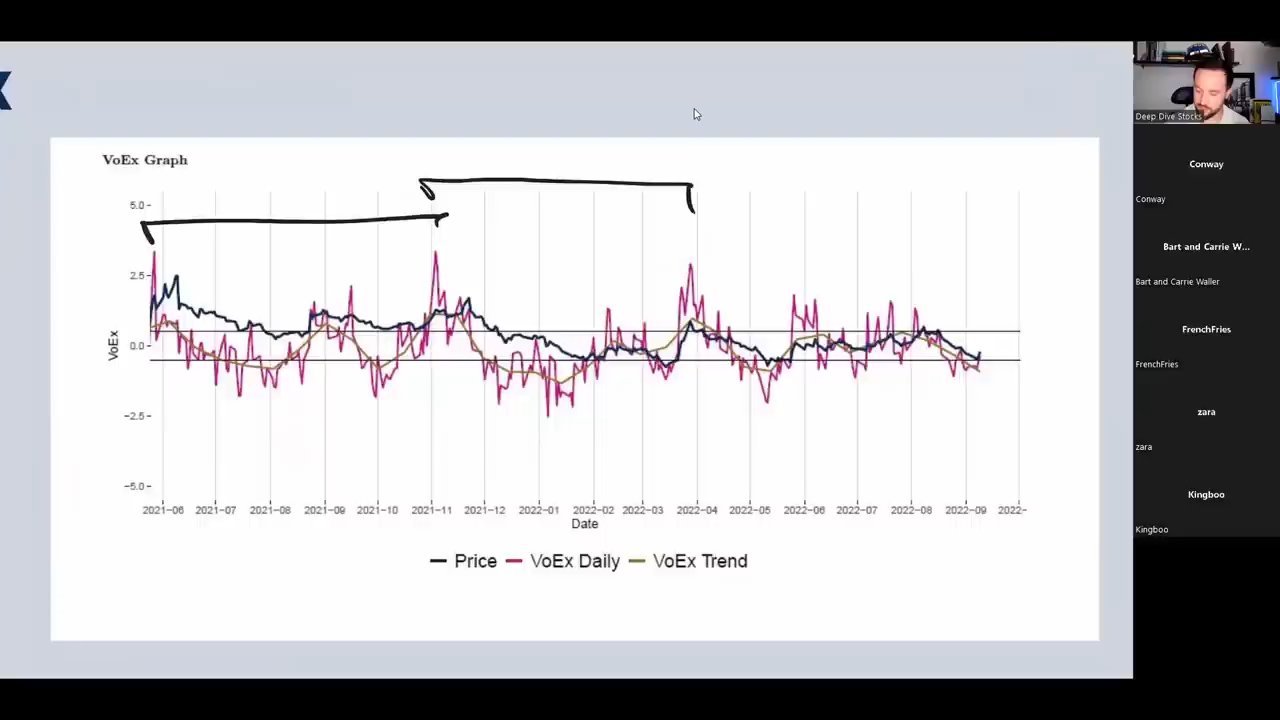 X
VoEx Graph
5.0
2.5
0.0
-2.5
-5.0
VoEx
2021-06 2021-07 2021-08 2021-09 2021-10 2021-11 2021-12 2022-01 2022-02 2022-03 2022-04 2022-05 2022-06 2022-07 2022-08 2022-09 2022-
Date
Price VoEx Daily VoEx Trend
Deep Dive Stocks
Conway
Conway
Bart and Carrie W...
Bart and Carrie Waller
FrenchFries
FrenchFries
zara
zara
Kingboo
Kingboo